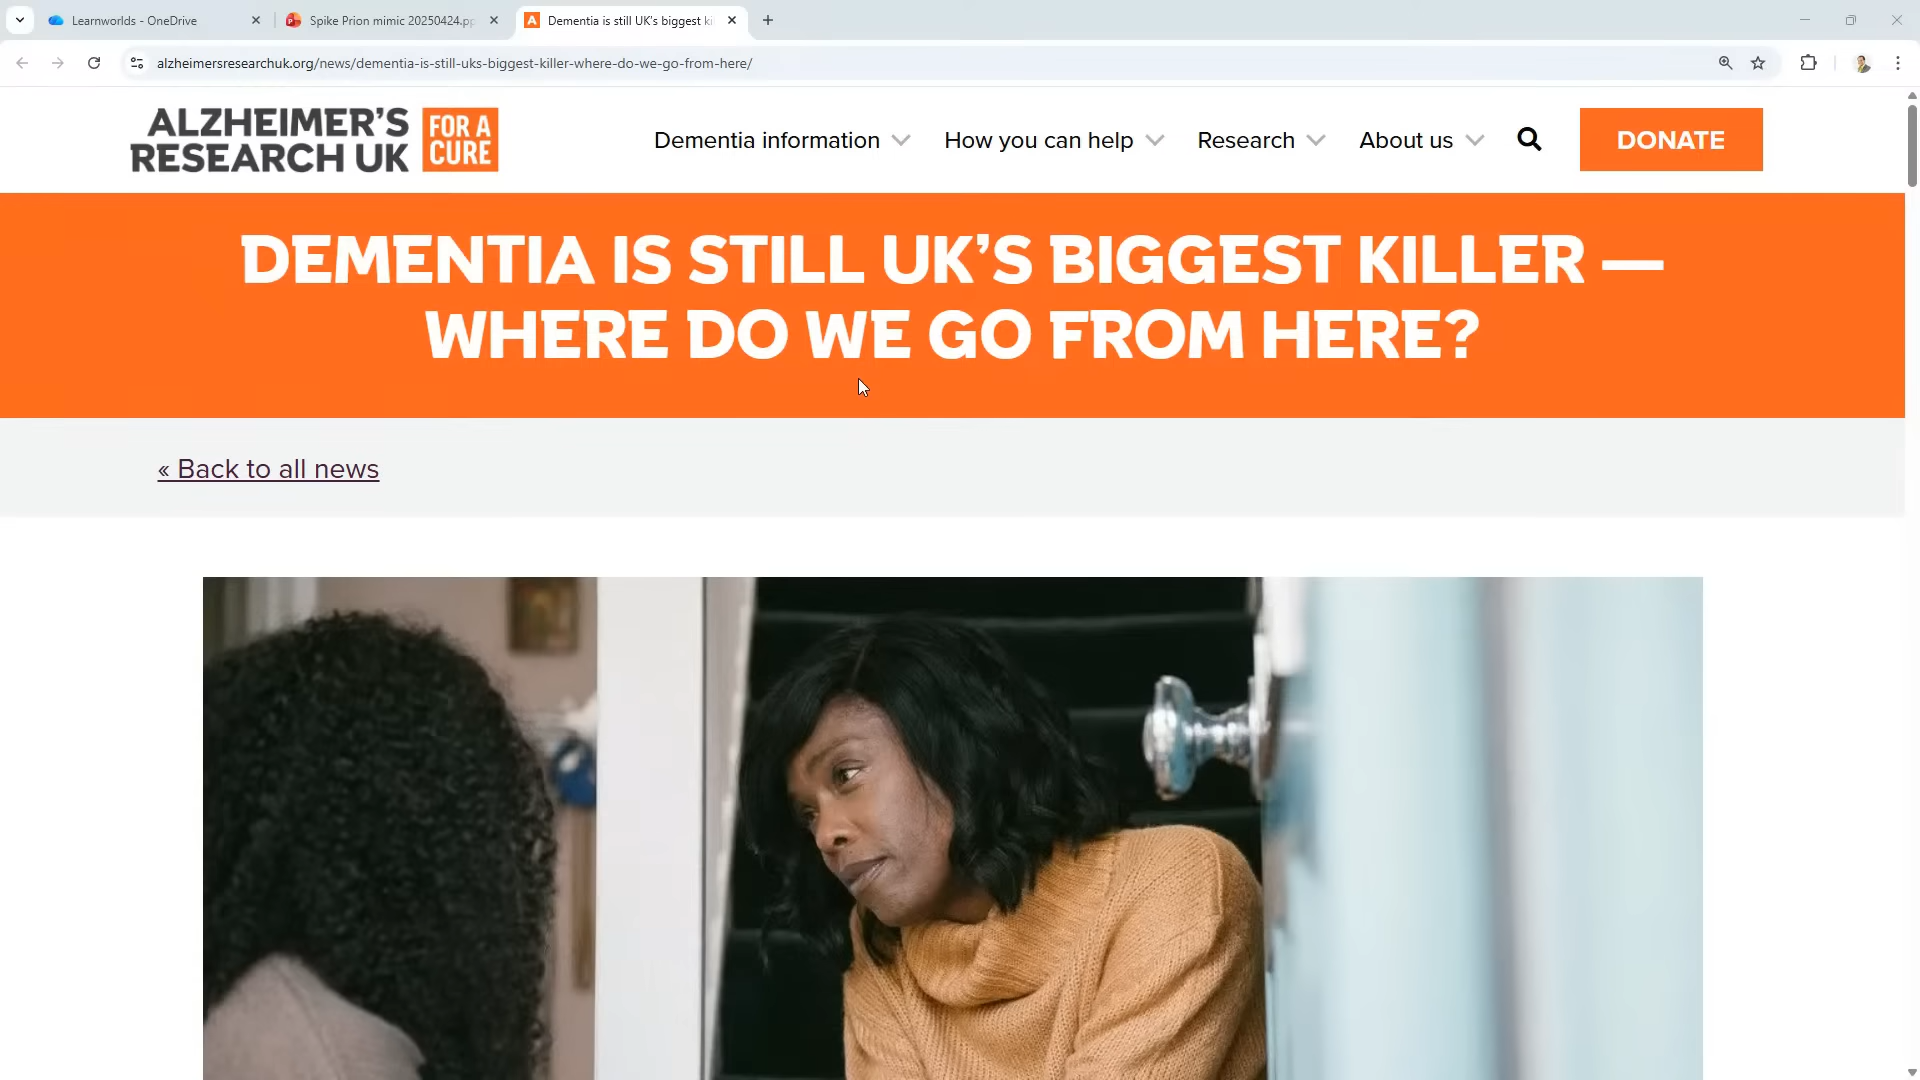 Learnworlds - OneDrive
Spike Prion mimic 20250424.pp
Dementia is still UK's biggest ki
alzheimersresearchuk.org/news/dementia-is-still-uks-biggest-killer-where-do-we-go-from-here/
ALZHEIMER'S
RESEARCH UK
FOR A
CURE
Dementia information
How you can help
Research
About us
DONATE
DEMENTIA IS STILL UK'S BIGGEST KILLER —
WHERE DO WE GO FROM HERE?
« Back to all news